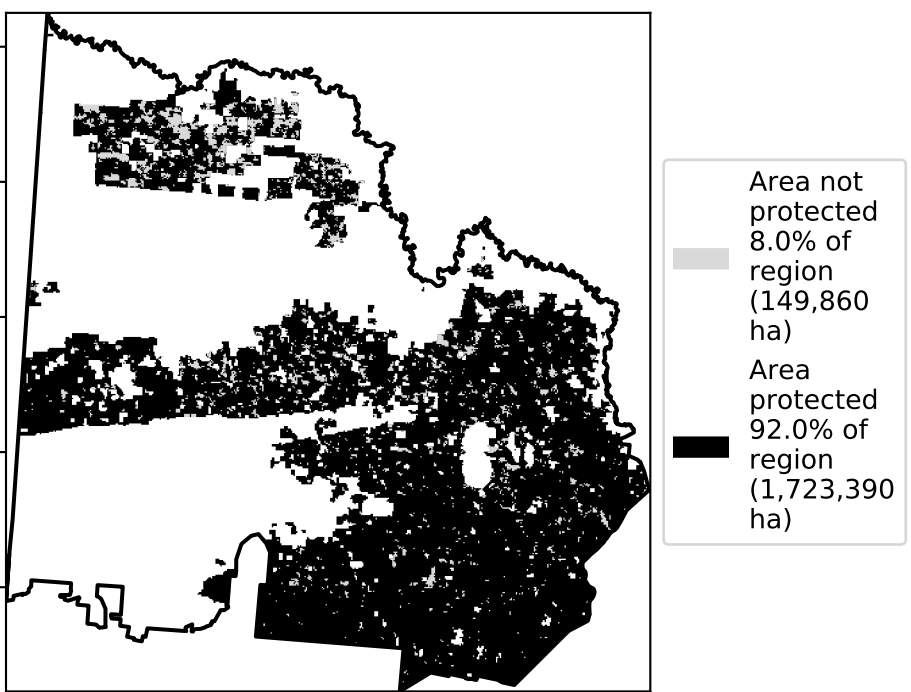 Area not
protected
8.0% of
region
(149,860
ha)
Area
protected
92.0% of
region
(1,723,390
ha)